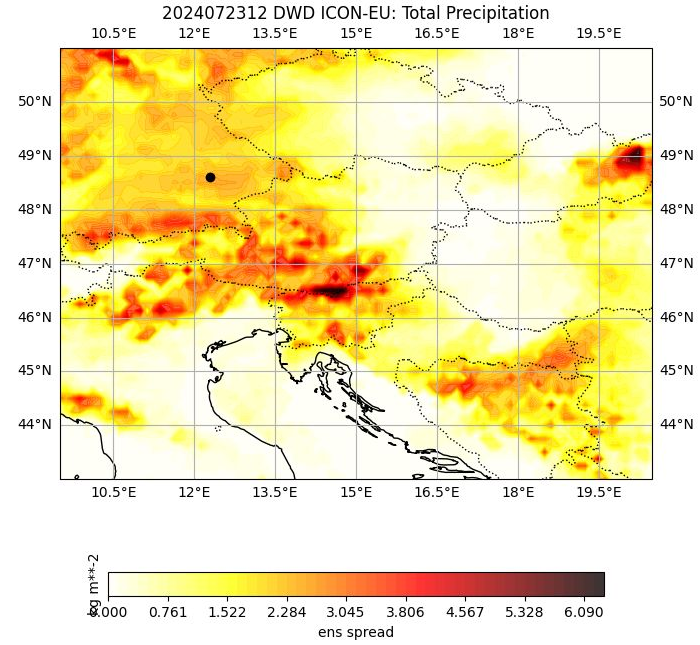 2024072312 DWD ICON-EU: Total Precipitation
10.5°E 12°E 13.5°E 15°E 16.5°E 18°E 19.5°E
50°N 50°N
49°N 49°N
48°N 48°N
47°N 47°N
46°N 46°N
45°N 45°N
44°N 44°N
10.5°E 12°E 13.5°E 15°E 16.5°E 18°E 19.5°E
kg m**-2
0.000 0.761 1.522 2.284 3.045 3.806 4.567 5.328 6.090
ens spread